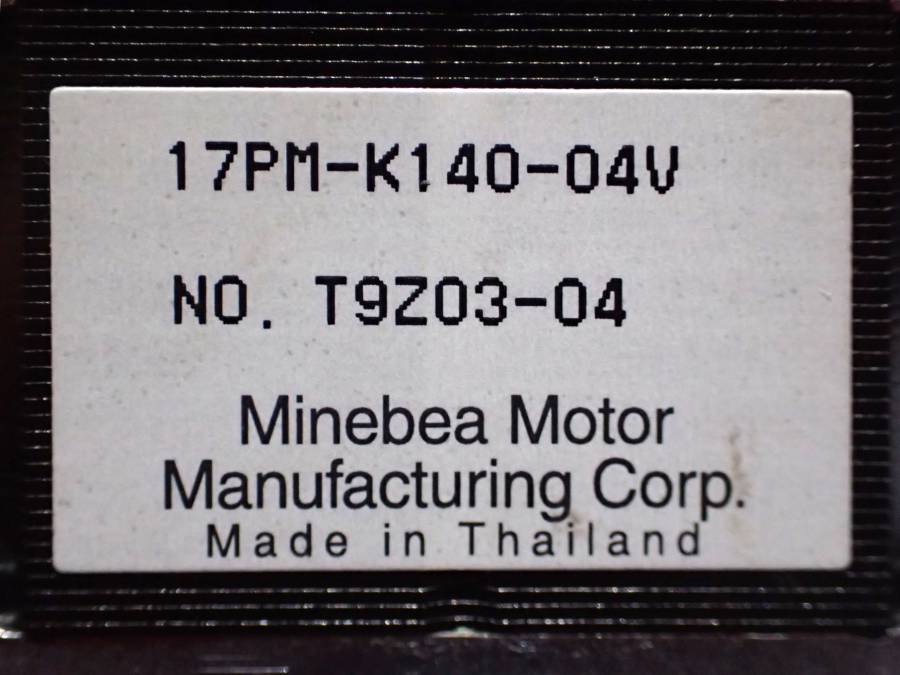 17PM-K140-04V
NO. T9Z03-04
Minebea Motor
Manufacturing Corp.
Made in Thailand